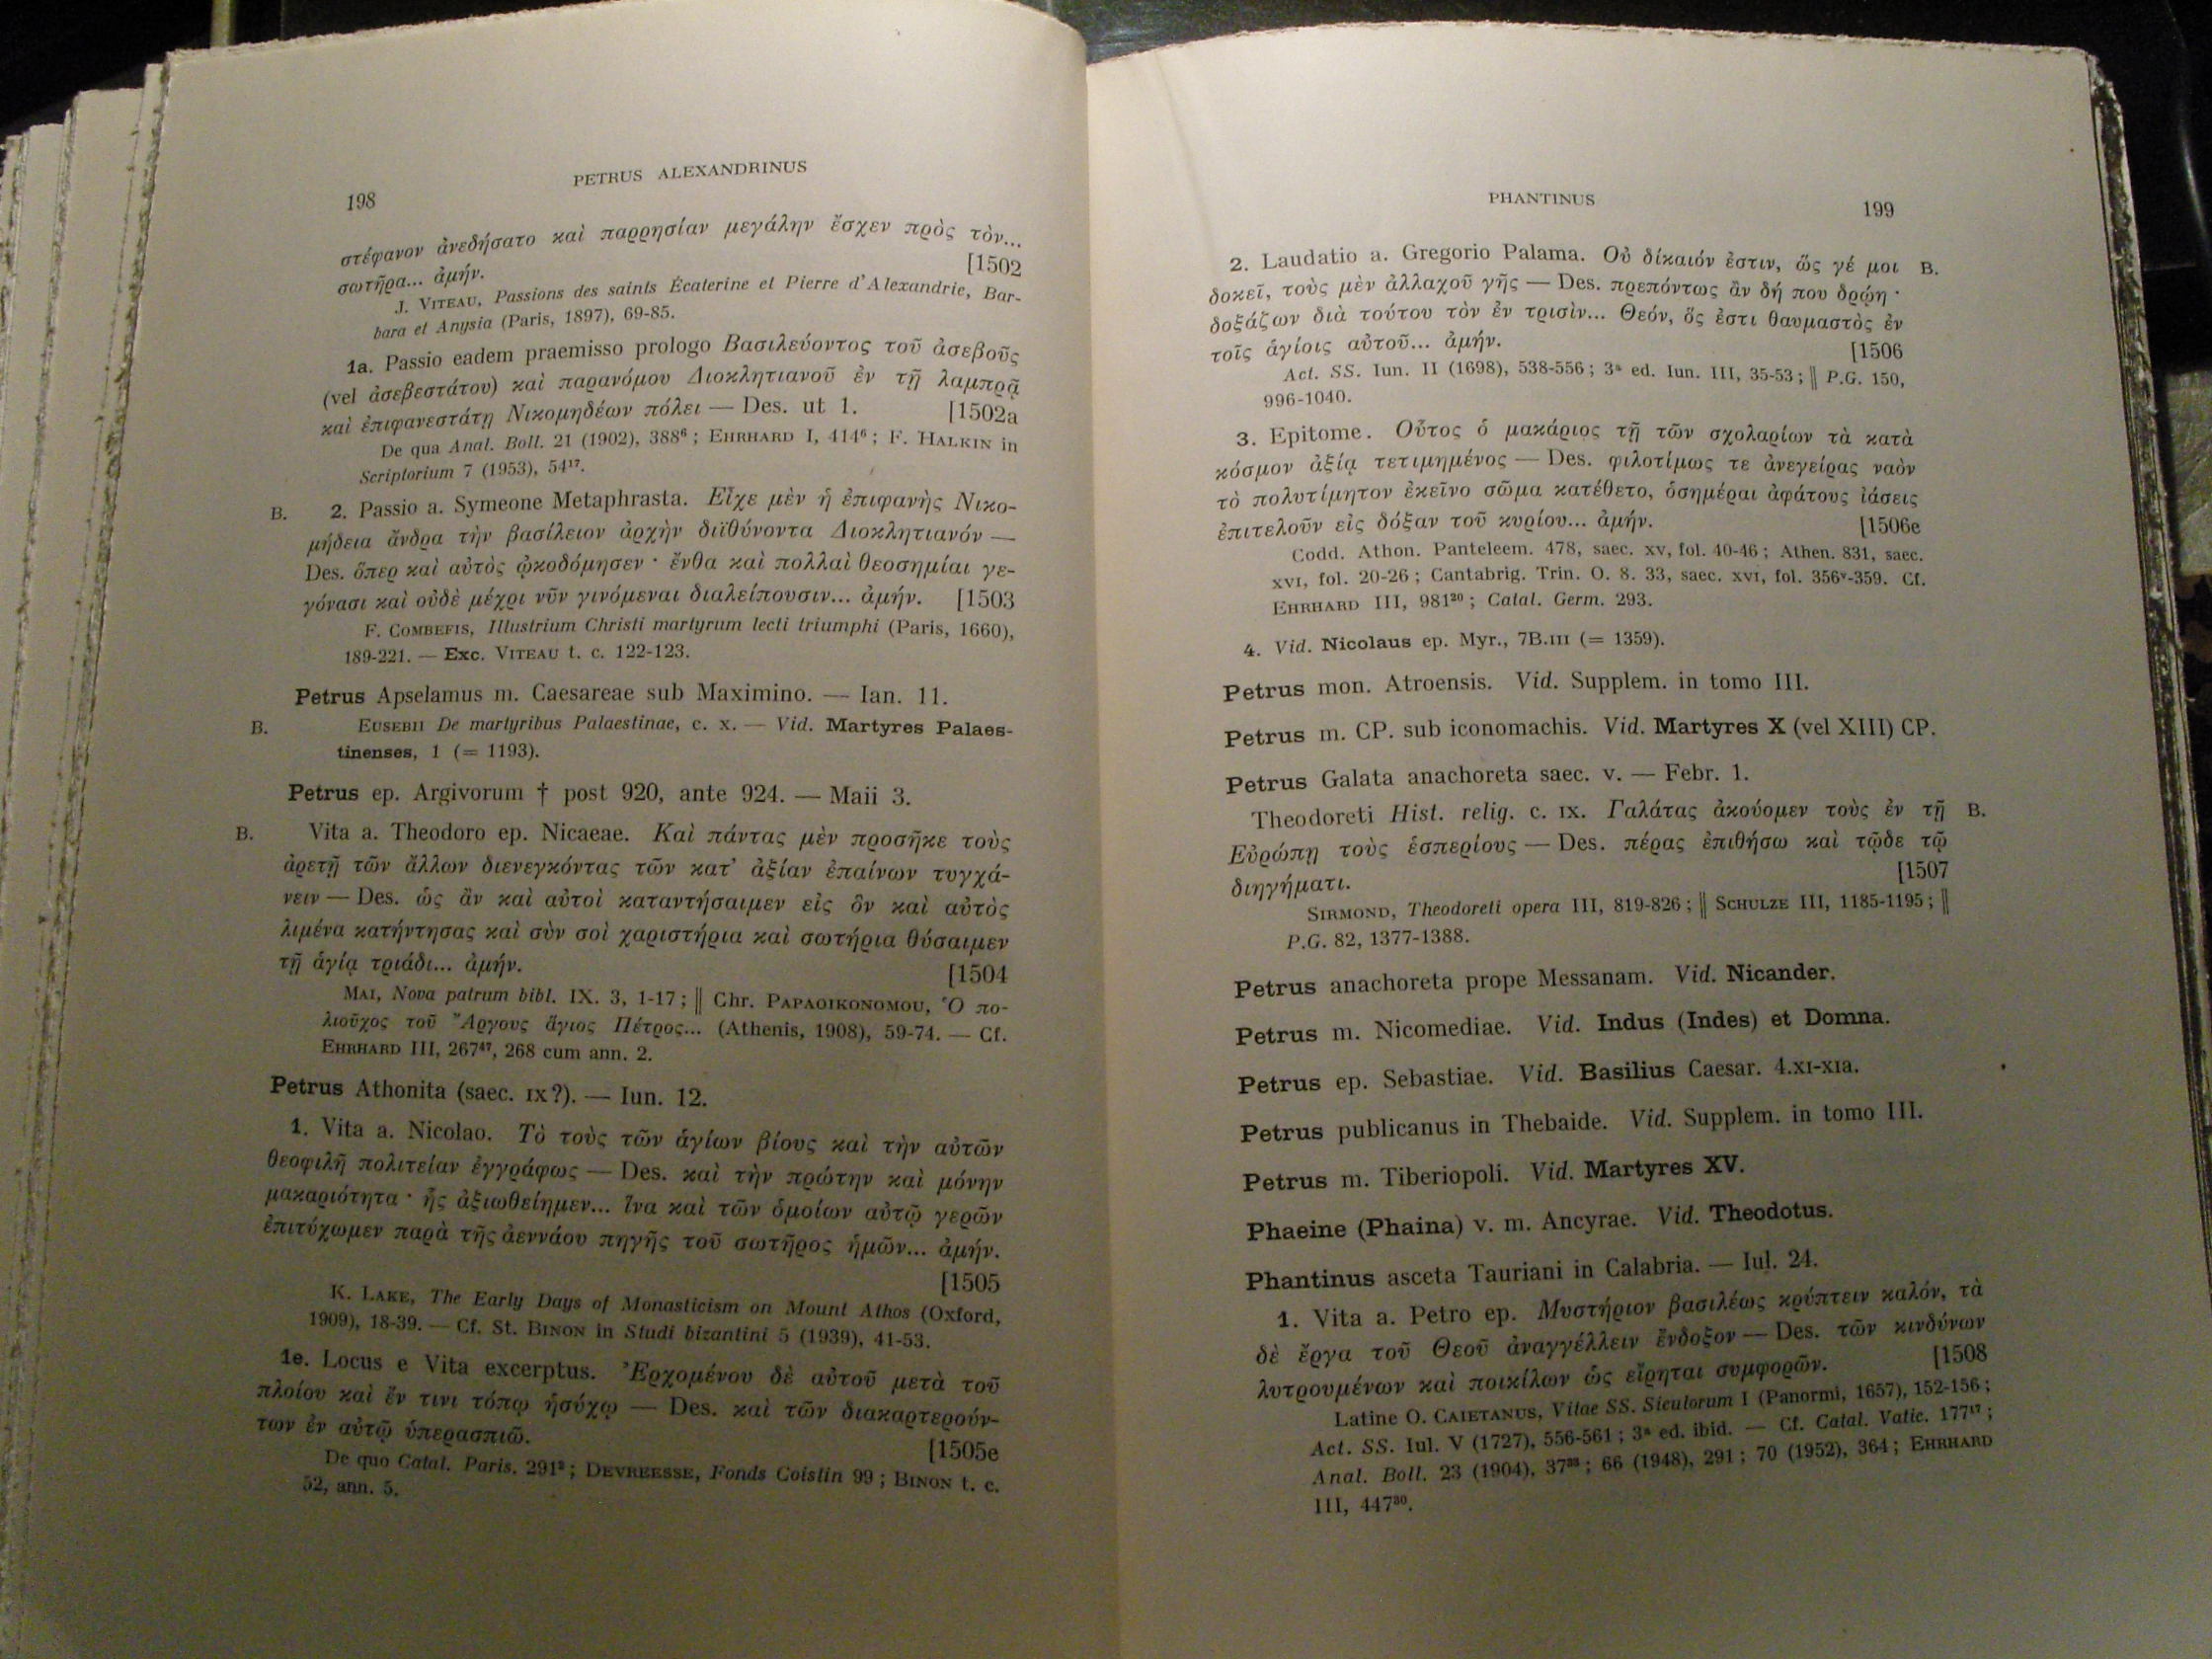 198
PETRUS ALEXANDRINUS
στέφανον ἀνεδήσατο καὶ παρρησίαν μεγάλην ἔσχεν πρὸς τὸν...
σωτῆρα... ἀμήν. [1502
J. VITEAU, Passions des saints Écaterine et Pierre d'Alexandrie, Bar-
bara et Anysia (Paris, 1897), 69-85.
1a. Passio eadem praemisso prologo Βασιλεύοντος τοῦ ἀσεβοῦς
(vel ἀσεβεστάτου) καὶ παρανόμου Διοκλητιανοῦ ἐν τῇ λαμπρᾷ
καὶ ἐπιφανεστάτῃ Νικομηδέων πόλει — Des. ut 1. [1502a
De qua Anal. Boll. 21 (1902), 388⁶ ; EHRHARD I, 414⁶ ; F. HALKIN in
Scriptorium 7 (1953), 54¹⁷.
B. 2. Passio a. Symeone Metaphrasta. Εἶχε μὲν ἡ ἐπιφανὴς Νικο-
μήδεια ἄνδρα τὴν βασίλειον ἀρχὴν διϊθύνοντα Διοκλητιανόν —
Des. ὅπερ καὶ αὐτὸς ᾠκοδόμησεν · ἔνθα καὶ πολλαὶ θεοσημίαι γε-
γόνασι καὶ οὐδὲ μέχρι νῦν γινόμεναι διαλείπουσιν... ἀμήν. [1503
F. COMBEFIS, Illustrium Christi martyrum lecti triumphi (Paris, 1660),
189-221. — Exc. VITEAU t. c. 122-123.
Petrus Apselamus m. Caesareae sub Maximino. — Ian. 11.
B. EUSEBII De martyribus Palaestinae, c. X. — Vid. Martyres Palaes-
tinenses, 1 (= 1193).
Petrus ep. Argivorum † post 920, ante 924. — Maii 3.
B. Vita a. Theodoro ep. Nicaeae. Καὶ πάντας μὲν προσῆκε τοὺς
ἀρετῇ τῶν ἄλλων διενεγκόντας τῶν κατ' ἀξίαν ἐπαίνων τυγχά-
νειν — Des. ὡς ἂν καὶ αὐτοὶ καταντήσαιμεν εἰς ὃν καὶ αὐτὸς
λιμένα κατήντησας καὶ σὺν σοὶ χαριστήρια καὶ σωτήρια θύσαιμεν
τῇ ἁγίᾳ τριάδι... ἀμήν. [1504
MAI, Nova patrum bibl. IX. 3, 1-17 ; || Chr. PAPAOIKONOMOU, Ὁ πο-
λιοῦχος τοῦ Ἄργους ἅγιος Πέτρος... (Athenis, 1908), 59-74. — Cf.
EHRHARD III, 267⁴⁷, 268 cum ann. 2.
Petrus Athonita (saec. IX?). — Iun. 12.
1. Vita a. Nicolao. Τὸ τοὺς τῶν ἁγίων βίους καὶ τὴν αὐτῶν
θεοφιλῆ πολιτείαν ἐγγράφως — Des. καὶ τὴν πρώτην καὶ μόνην
μακαριότητα · ἧς ἀξιωθείημεν... ἵνα καὶ τῶν ὁμοίων αὐτῷ γερῶν
ἐπιτύχωμεν παρὰ τῆς ἀεννάου πηγῆς τοῦ σωτῆρος ἡμῶν... ἀμήν.
[1505
K. LAKE, The Early Days of Monasticism on Mount Athos (Oxford,
1909), 18-39. — Cf. St. BINON in Studi bizantini 5 (1939), 41-53.
1e. Locus e Vita excerptus. Ἐρχομένου δὲ αὐτοῦ μετὰ τοῦ
πλοίου καὶ ἔν τινι τόπῳ ἡσύχῳ — Des. καὶ τῶν διακαρτερούν-
των ἐν αὐτῷ ὑπερασπιῶ. [1505e
De quo Catal. Paris. 291² ; DEVREESSE, Fonds Coislin 99 ; BINON t. c.
52, ann. 5.
PHANTINUS
199
2. Laudatio a. Gregorio Palama. Οὐ δίκαιόν ἐστιν, ὥς γέ μοι B.
δοκεῖ, τοὺς μὲν ἀλλαχοῦ γῆς — Des. πρεπόντως ἂν δή που δρῴη ·
δοξάζων διὰ τούτου τὸν ἐν τρισὶν... Θεόν, ὅς ἐστι θαυμαστὸς ἐν
τοῖς ἁγίοις αὐτοῦ... ἀμήν. [1506
Act. SS. Iun. II (1698), 538-556 ; 3ª ed. Iun. III, 35-53 ; || P.G. 150,
996-1040.
3. Epitome. Οὗτος ὁ μακάριος τῇ τῶν σχολαρίων τὰ κατὰ
κόσμον ἀξίᾳ τετιμημένος — Des. φιλοτίμως τε ἀνεγείρας ναὸν
τὸ πολυτίμητον ἐκεῖνο σῶμα κατέθετο, ὁσημέραι ἀφάτους ἰάσεις
ἐπιτελοῦν εἰς δόξαν τοῦ κυρίου... ἀμήν. [1506e
Codd. Athon. Panteleem. 478, saec. XV, fol. 40-46 ; Athen. 831, saec.
XVI, fol. 20-26 ; Cantabrig. Trin. O. 8. 33, saec. XVI, fol. 356ᵛ-359. Cf.
EHRHARD III, 981²⁰ ; Catal. Germ. 293.
4. Vid. Nicolaus ep. Myr., 7B.III (= 1359).
Petrus mon. Atroensis. Vid. Supplem. in tomo III.
Petrus m. CP. sub iconomachis. Vid. Martyres X (vel XIII) CP.
Petrus Galata anachoreta saec. V. — Febr. 1.
Theodoreti Hist. relig. c. IX. Γαλάτας ἀκούομεν τοὺς ἐν τῇ B.
Εὐρώπῃ τοὺς ἑσπερίους — Des. πέρας ἐπιθήσω καὶ τῷδε τῷ
διηγήματι. [1507
SIRMOND, Theodoreti opera III, 819-826 ; || SCHULZE III, 1185-1195 ; ||
P.G. 82, 1377-1388.
Petrus anachoreta prope Messanam. Vid. Nicander.
Petrus m. Nicomediae. Vid. Indus (Indes) et Domna.
Petrus ep. Sebastiae. Vid. Basilius Caesar. 4.XI-XIa.
Petrus publicanus in Thebaide. Vid. Supplem. in tomo III.
Petrus m. Tiberiopoli. Vid. Martyres XV.
Phaeine (Phaina) v. m. Ancyrae. Vid. Theodotus.
Phantinus asceta Tauriani in Calabria. — Iul. 24.
1. Vita a. Petro ep. Μυστήριον βασιλέως κρύπτειν καλόν, τὰ
δὲ ἔργα τοῦ Θεοῦ ἀναγγέλλειν ἔνδοξον — Des. τῶν κινδύνων
λυτρουμένων καὶ ποικίλων ὡς εἴρηται συμφορῶν. [1508
Latine O. CAIETANUS, Vitae SS. Siculorum I (Panormi, 1657), 152-156 ;
Act. SS. Iul. V (1727), 556-561 ; 3ª ed. ibid. — Cf. Catal. Vatic. 177¹⁷ ;
Anal. Boll. 23 (1904), 37³³ ; 66 (1948), 291 ; 70 (1952), 364 ; EHRHARD
III, 447³⁰.